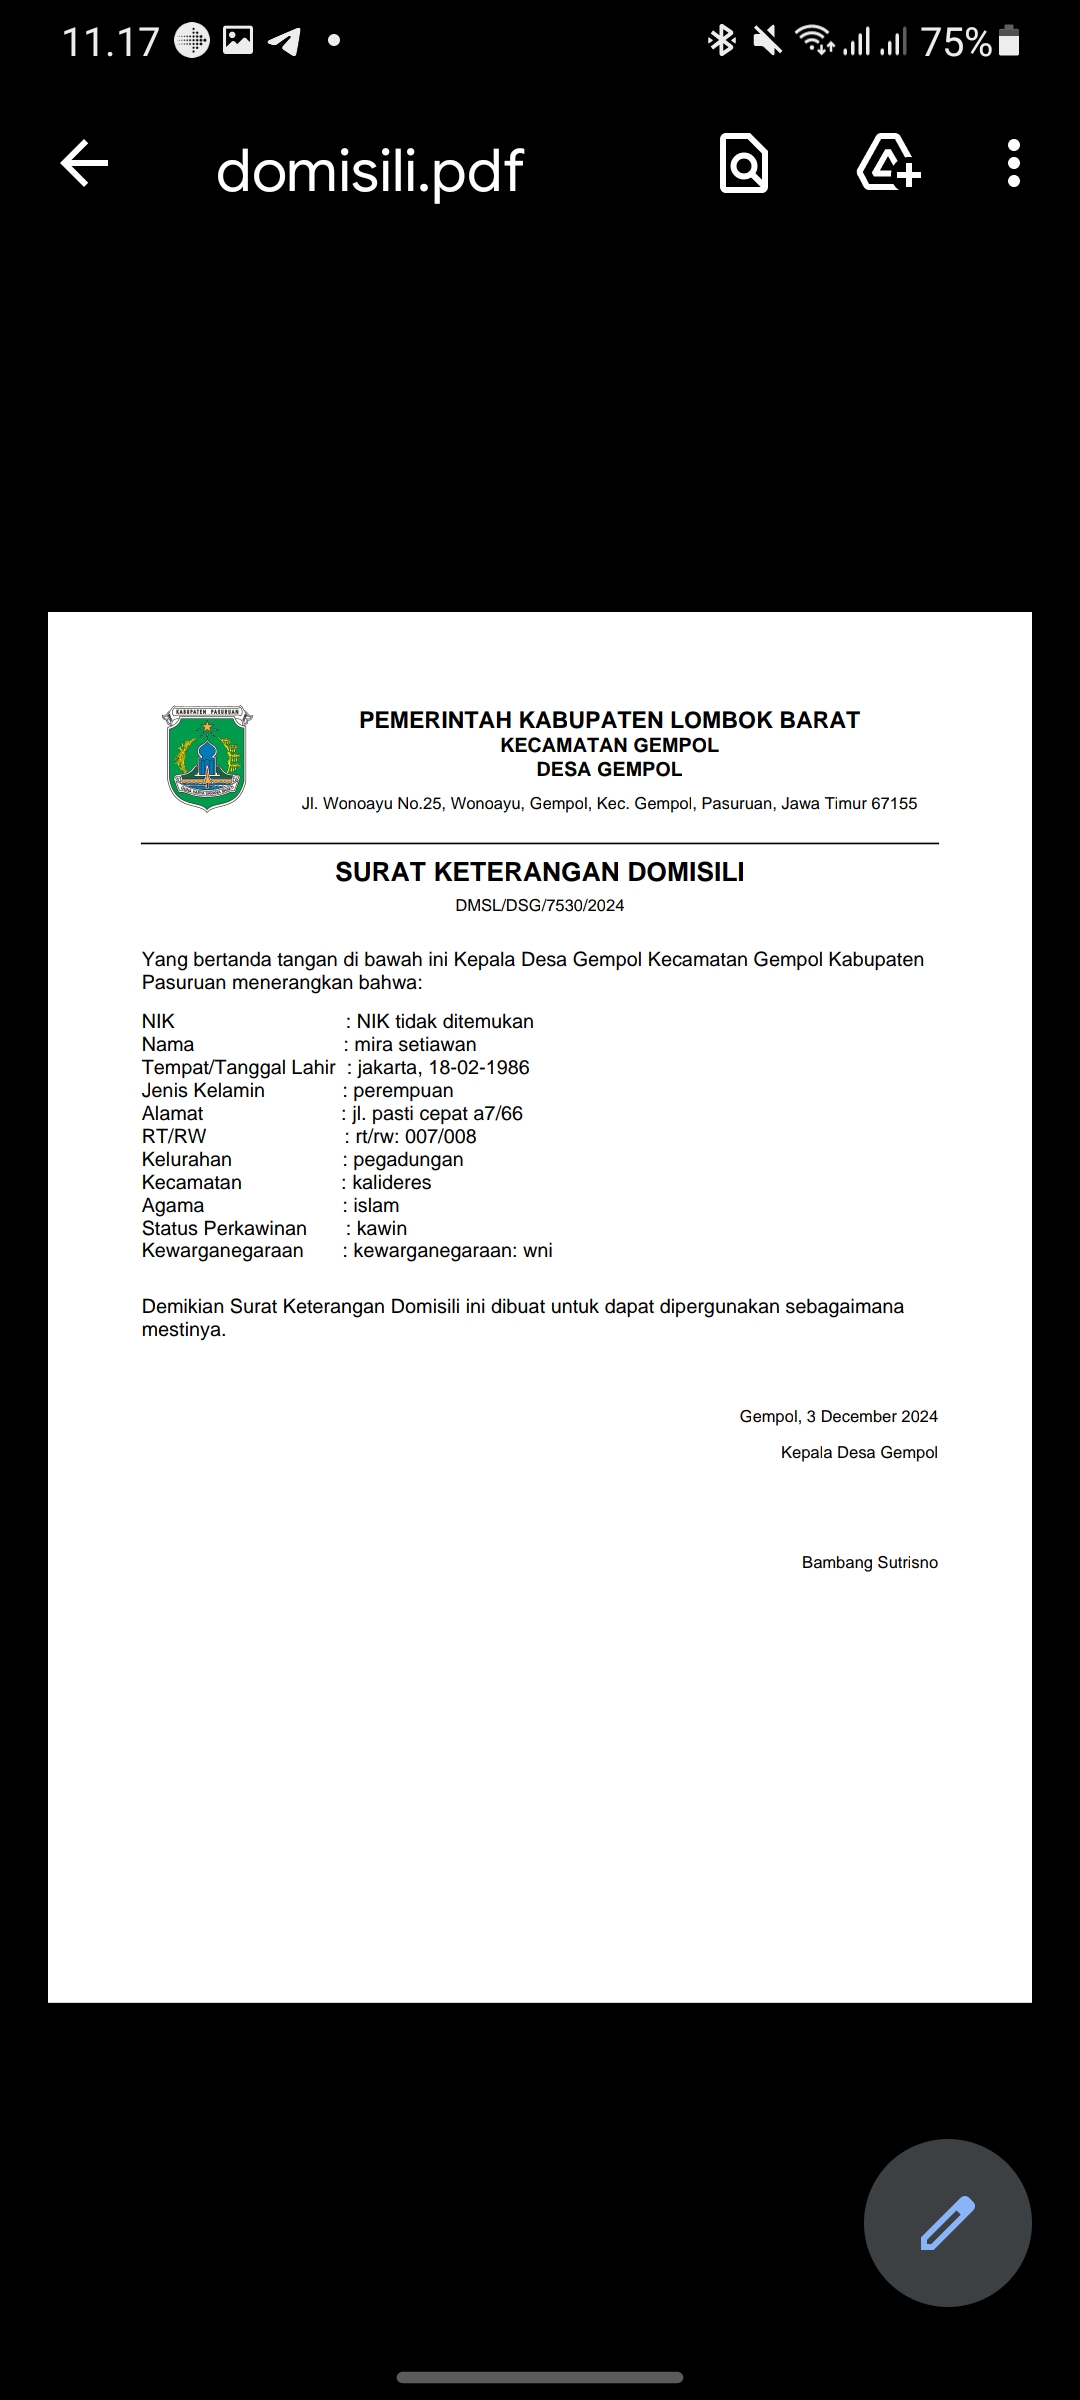 11.17
75%
domisili.pdf
KABUPATEN PASURUAN
PEMERINTAH KABUPATEN LOMBOK BARAT
KECAMATAN GEMPOL
DESA GEMPOL
Jl. Wonoayu No.25, Wonoayu, Gempol, Kec. Gempol, Pasuruan, Jawa Timur 67155
SURAT KETERANGAN DOMISILI
DMSL/DSG/7530/2024
Yang bertanda tangan di bawah ini Kepala Desa Gempol Kecamatan Gempol Kabupaten
Pasuruan menerangkan bahwa:
NIK : NIK tidak ditemukan
Nama : mira setiawan
Tempat/Tanggal Lahir : jakarta, 18-02-1986
Jenis Kelamin : perempuan
Alamat : jl. pasti cepat a7/66
RT/RW : rt/rw: 007/008
Kelurahan : pegadungan
Kecamatan : kalideres
Agama : islam
Status Perkawinan : kawin
Kewarganegaraan : kewarganegaraan: wni
Demikian Surat Keterangan Domisili ini dibuat untuk dapat dipergunakan sebagaimana
mestinya.
Gempol, 3 December 2024
Kepala Desa Gempol
Bambang Sutrisno